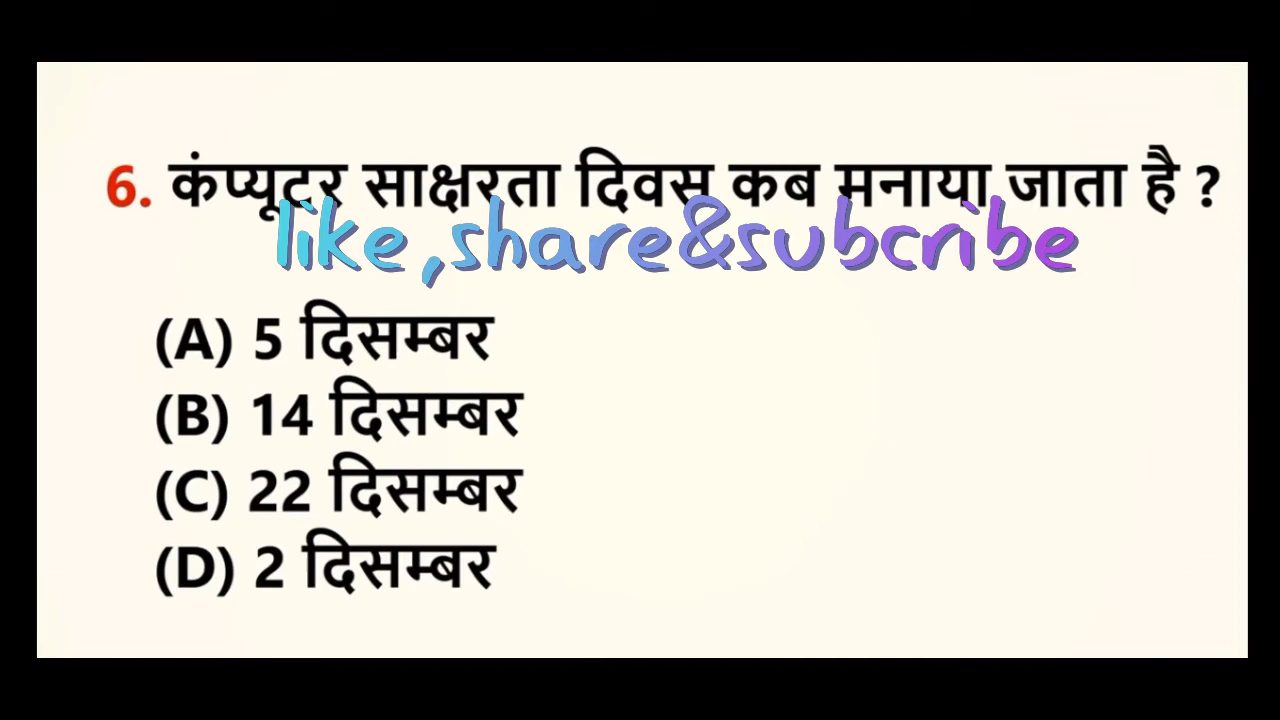 6. कंप्यूटर साक्षरता दिवस कब मनाया जाता है ?
like,share&subcribe
(A) 5 दिसम्बर
(B) 14 दिसम्बर
(C) 22 दिसम्बर
(D) 2 दिसम्बर